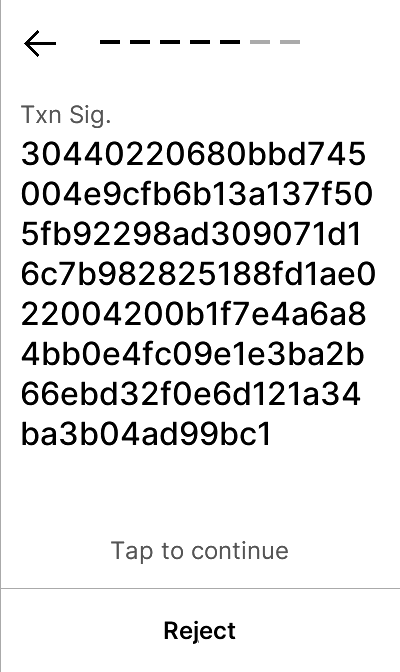 Txn Sig.
30440220680bbd745
004e9cfb6b13a137f50
5fb92298ad309071d1
6c7b982825188fd1ae0
22004200b1f7e4a6a8
4bb0e4fc09e1e3ba2b
66ebd32f0e6d121a34
ba3b04ad99bc1
Tap to continue
Reject